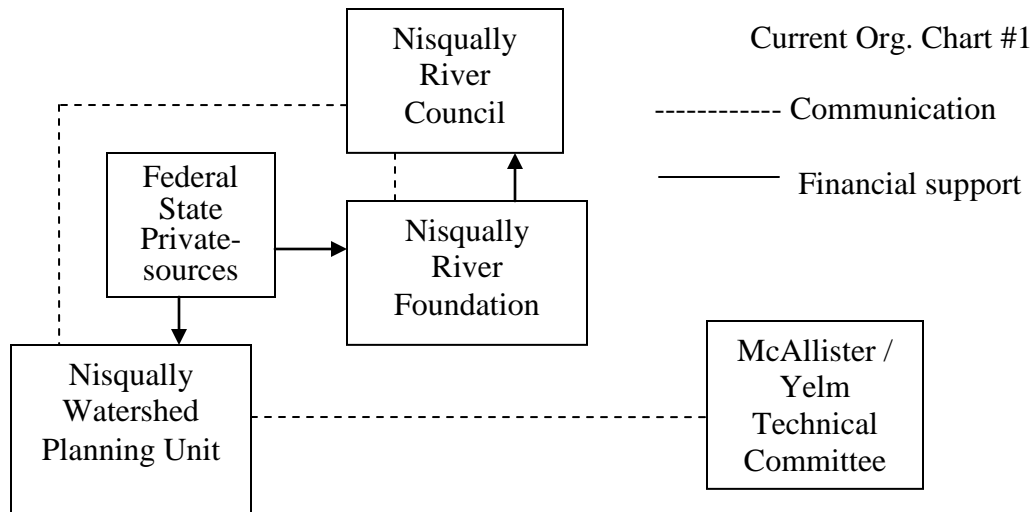 Nisqually
River
Council
Current Org. Chart #1
Communication
Financial support
Federal
State
Private-
sources
Nisqually
River
Foundation
Nisqually
Watershed
Planning Unit
McAllister /
Yelm
Technical
Committee